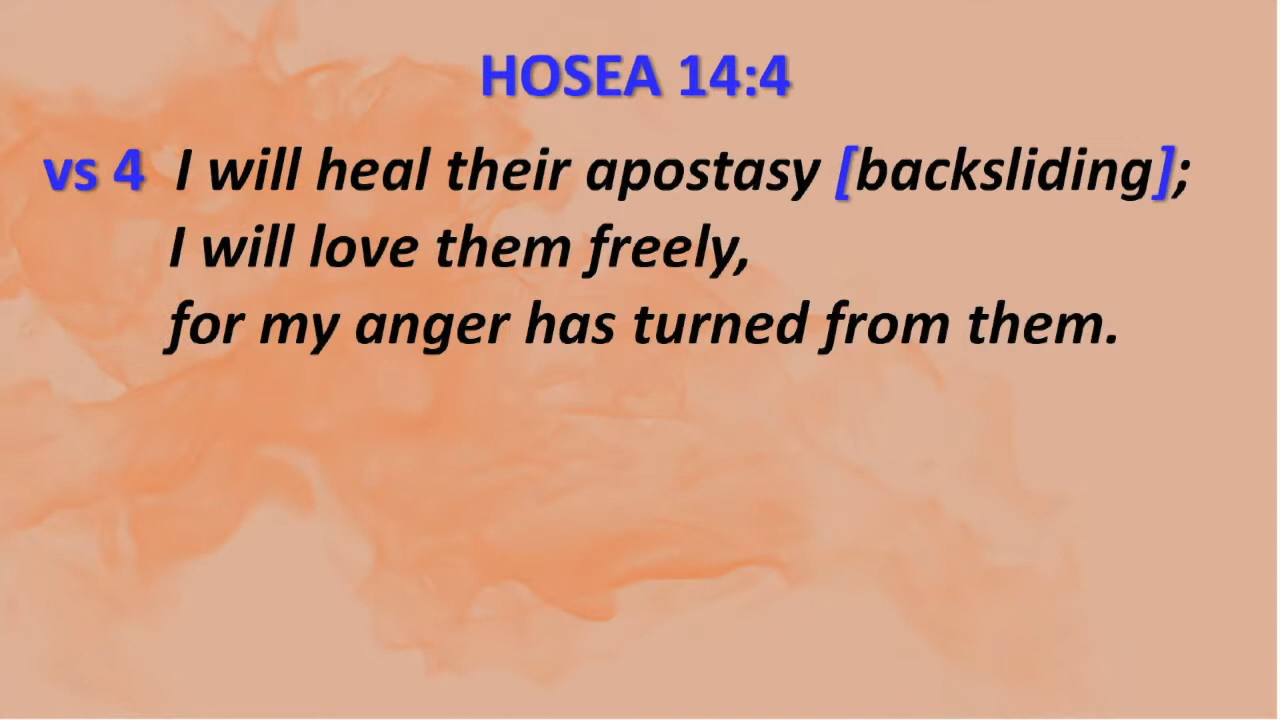 HOSEA 14:4
vs 4 I will heal their apostasy [backsliding];
I will love them freely,
for my anger has turned from them.